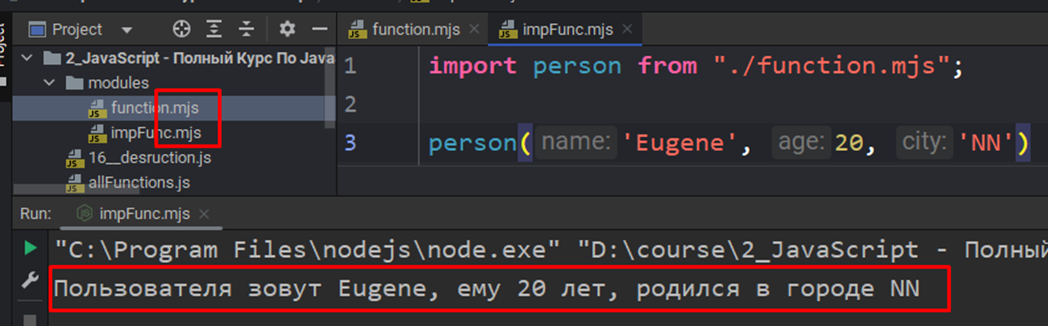 Project
function.mjs
impFunc.mjs
Project
2_JavaScript - Полный Курс По Java
modules
function.mjs
impFunc.mjs
16__desruction.js
allFunctions.js
1 import person from "./function.mjs";
2
3 person( name: 'Eugene', age: 20, city: 'NN')
Run: impFunc.mjs
"C:\Program Files\nodejs\node.exe" "D:\course\2_JavaScript - Полный
Пользователя зовут Eugene, ему 20 лет, родился в городе NN